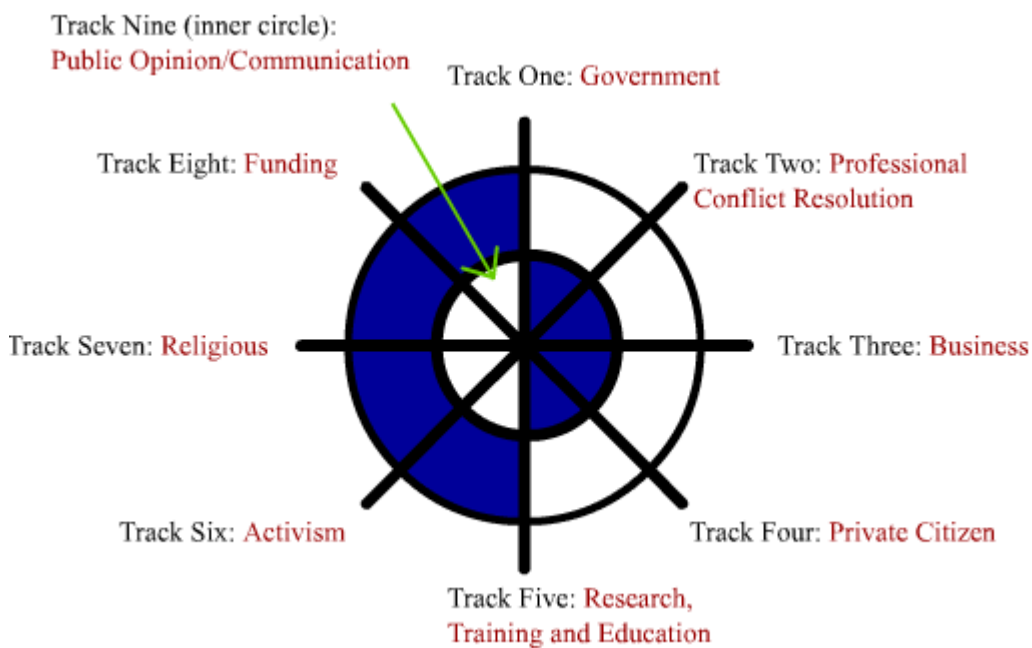 Track Nine (inner circle):
Public Opinion/Communication
Track One: Government
Track Eight: Funding
Track Two: Professional
Conflict Resolution
Track Seven: Religious
Track Three: Business
Track Six: Activism
Track Four: Private Citizen
Track Five: Research,
Training and Education